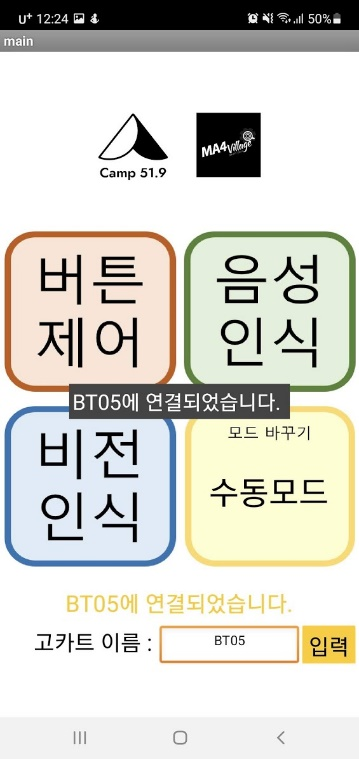 U+ 12:24 50%
main
Camp 51.9
MA4 Village
버튼
제어
음성
인식
BT05에 연결되었습니다.
비전
인식
모드 바꾸기
수동모드
BT05에 연결되었습니다.
고카트 이름 : BT05 입력